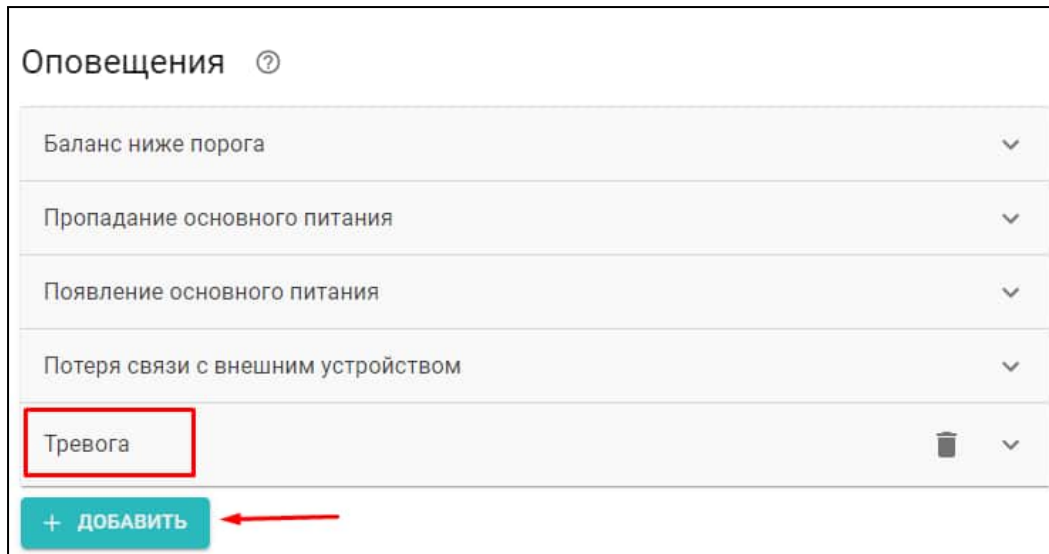 Оповещения ?
Баланс ниже порога
Пропадание основного питания
Появление основного питания
Потеря связи с внешним устройством
Тревога
+ ДОБАВИТЬ